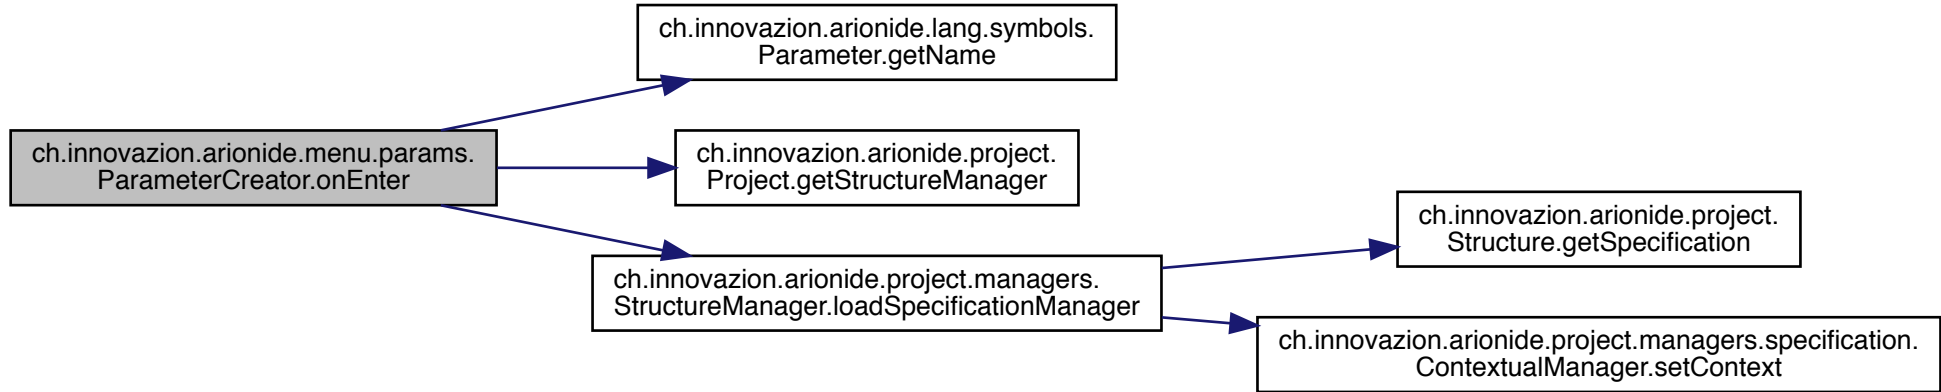 ch.innovazion.arionide.menu.params.
ParameterCreator.onEnter
ch.innovazion.arionide.lang.symbols.
Parameter.getName
ch.innovazion.arionide.project.
Project.getStructureManager
ch.innovazion.arionide.project.managers.
StructureManager.loadSpecificationManager
ch.innovazion.arionide.project.
Structure.getSpecification
ch.innovazion.arionide.project.managers.specification.
ContextualManager.setContext